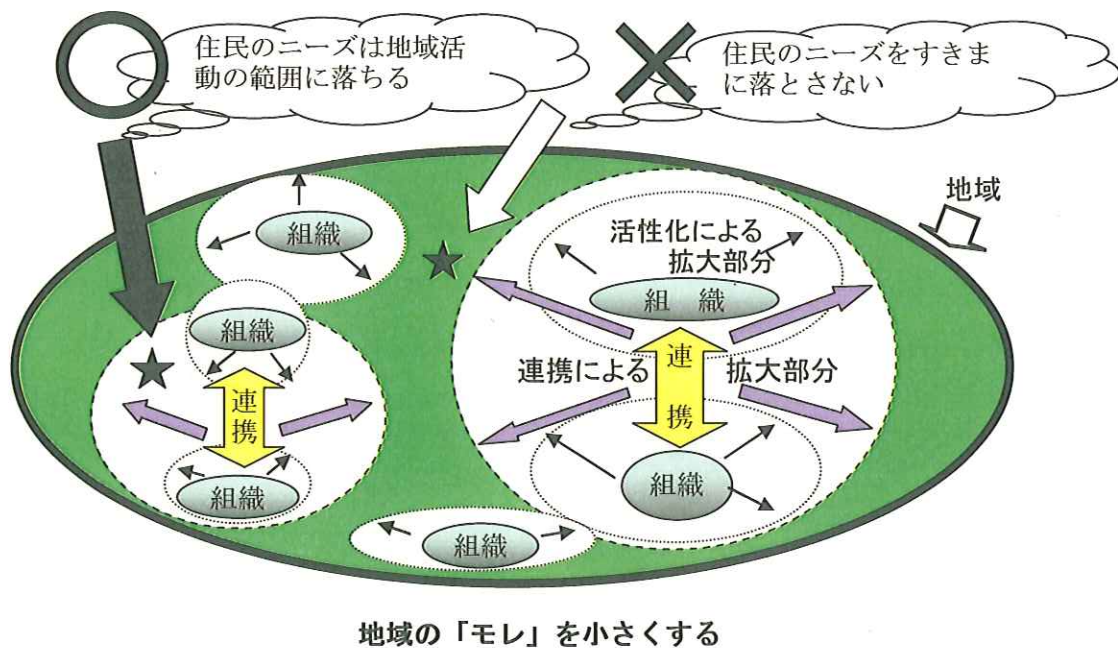 住民のニーズは地域活
動の範囲に落ちる
住民のニーズをすきま
に落とさない
地域
組織
活性化による
拡大部分
組織
組織
連携による
拡大部分
連
携
連
携
組織
組織
組織
地域の「モレ」を小さくする